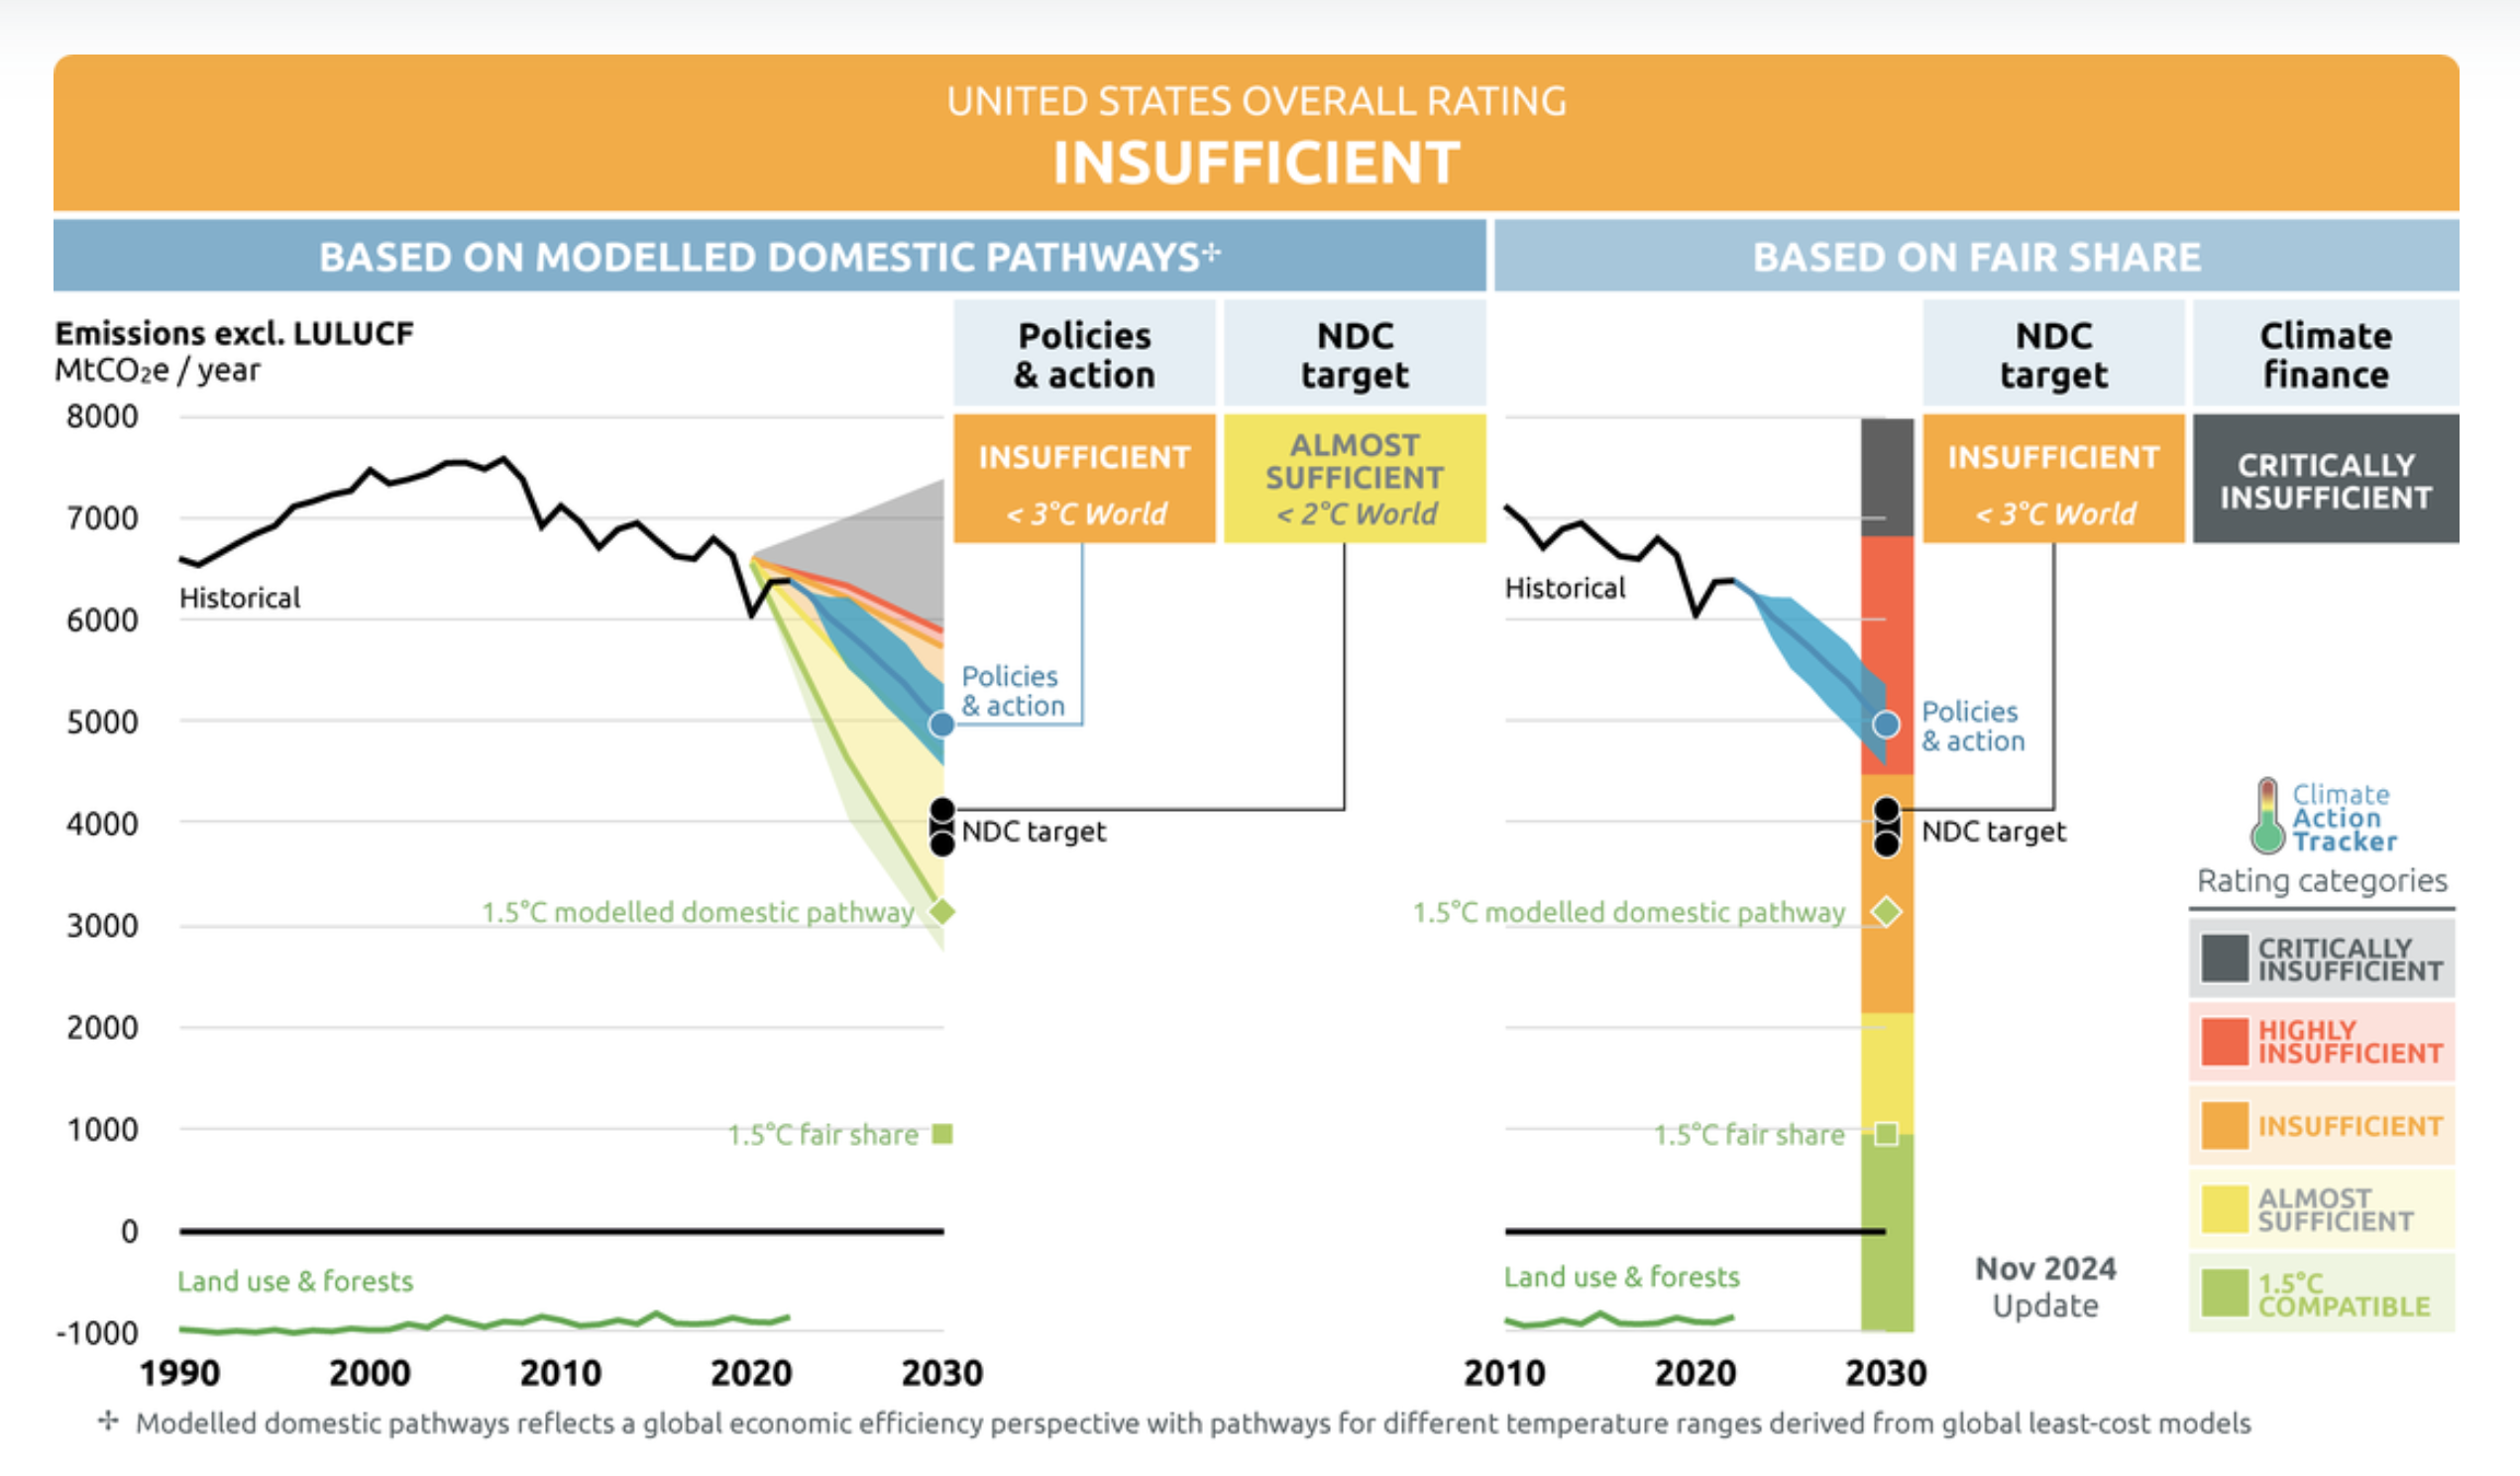 UNITED STATES OVERALL RATING
INSUFFICIENT
BASED ON MODELLED DOMESTIC PATHWAYS✢
BASED ON FAIR SHARE
Emissions excl. LULUCF
MtCO₂e / year
Policies
& action
NDC
target
INSUFFICIENT
< 3°C World
ALMOST
SUFFICIENT
< 2°C World
8000
7000
6000
5000
4000
3000
2000
1000
0
-1000
Historical
Policies
& action
NDC target
1.5°C modelled domestic pathway
1.5°C fair share
Land use & forests
1990
2000
2010
2020
2030
NDC
target
Climate
finance
INSUFFICIENT
< 3°C World
CRITICALLY
INSUFFICIENT
Historical
Policies
& action
NDC target
1.5°C modelled domestic pathway
1.5°C fair share
Land use & forests
2010
2020
2030
Climate
Action
Tracker
Rating categories
CRITICALLY
INSUFFICIENT
HIGHLY
INSUFFICIENT
INSUFFICIENT
ALMOST
SUFFICIENT
1.5°C
COMPATIBLE
Nov 2024
Update
✢ Modelled domestic pathways reflects a global economic efficiency perspective with pathways for different temperature ranges derived from global least-cost models